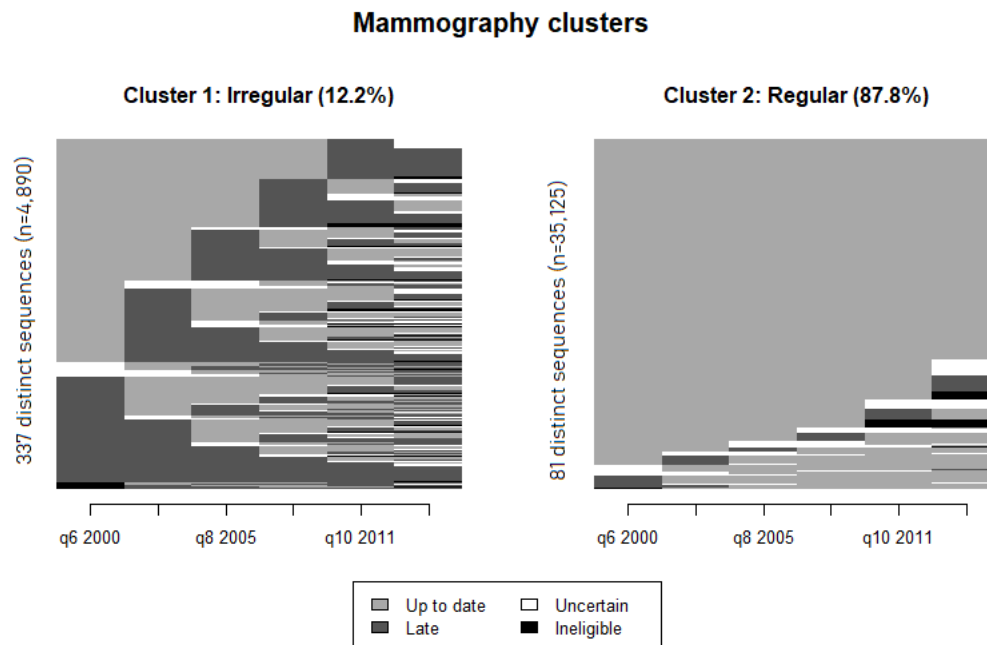 Mammography clusters
Cluster 1: Irregular (12.2%)
337 distinct sequences (n=4,890)
q6 2000
q8 2005
q10 2011
Cluster 2: Regular (87.8%)
81 distinct sequences (n=35,125)
q6 2000
q8 2005
q10 2011
Up to date
Late
Uncertain
Ineligible